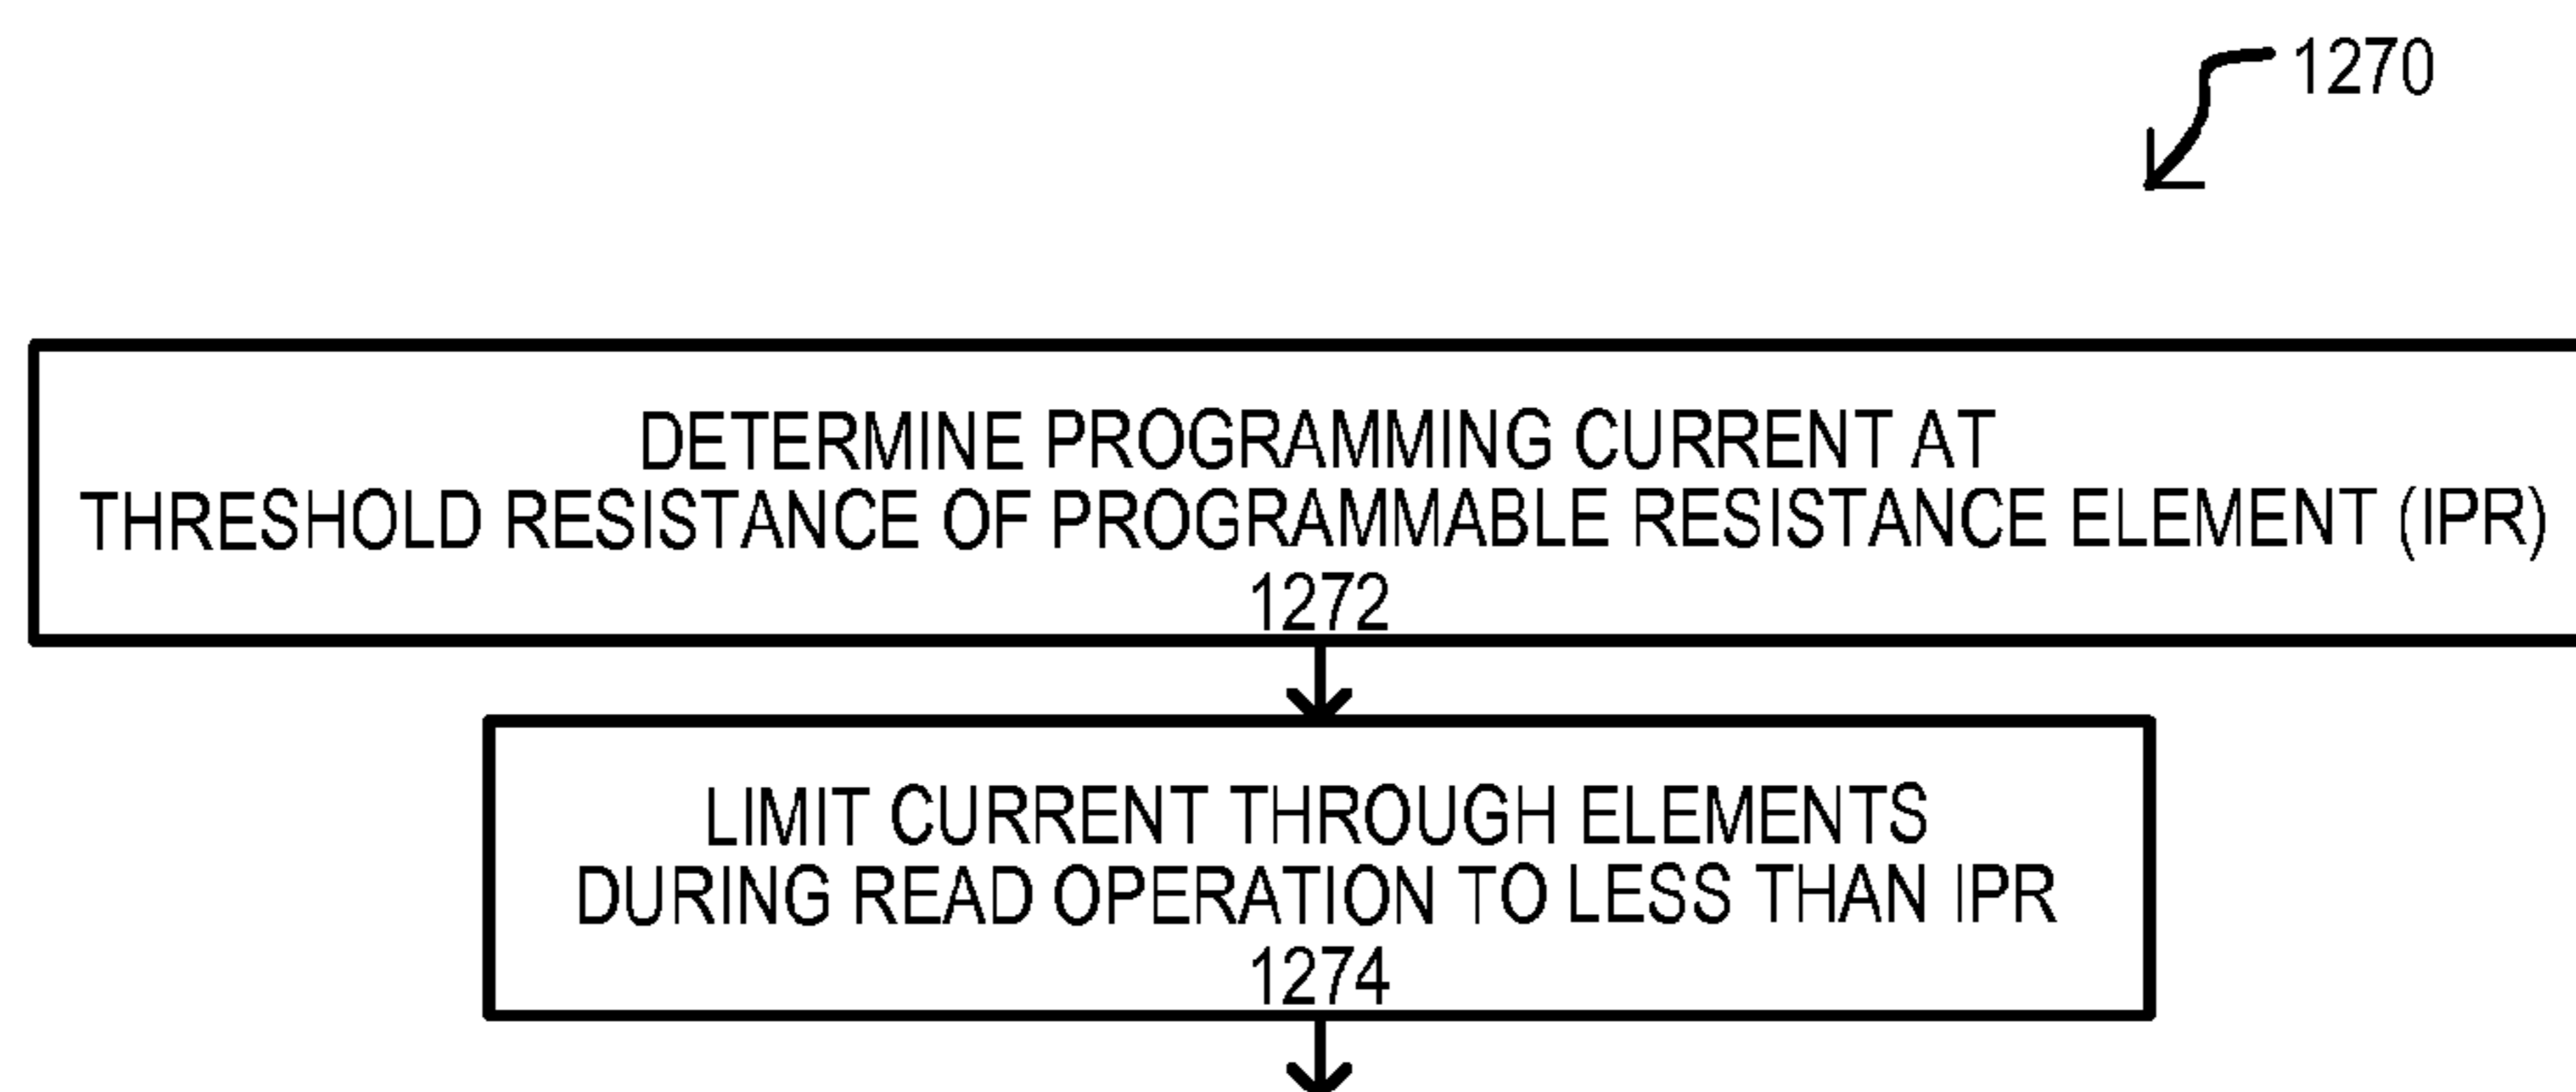 1270
DETERMINE PROGRAMMING CURRENT AT
THRESHOLD RESISTANCE OF PROGRAMMABLE RESISTANCE ELEMENT (IPR)
1272
LIMIT CURRENT THROUGH ELEMENTS
DURING READ OPERATION TO LESS THAN IPR
1274